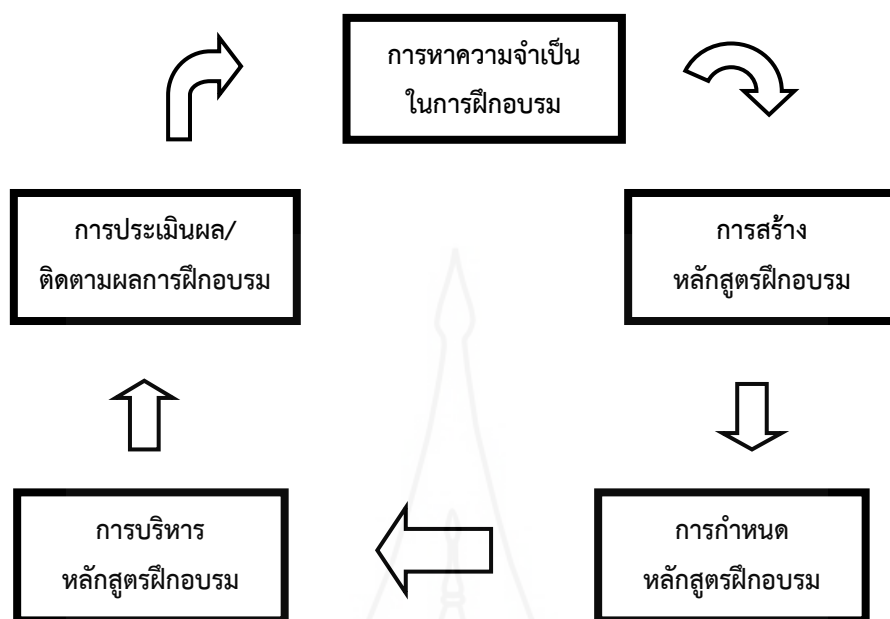 การหาความจำเป็น
ในการฝึกอบรม
การสร้าง
หลักสูตรฝึกอบรม
การกำหนด
หลักสูตรฝึกอบรม
การบริหาร
หลักสูตรฝึกอบรม
การประเมินผล/
ติดตามผลการฝึกอบรม